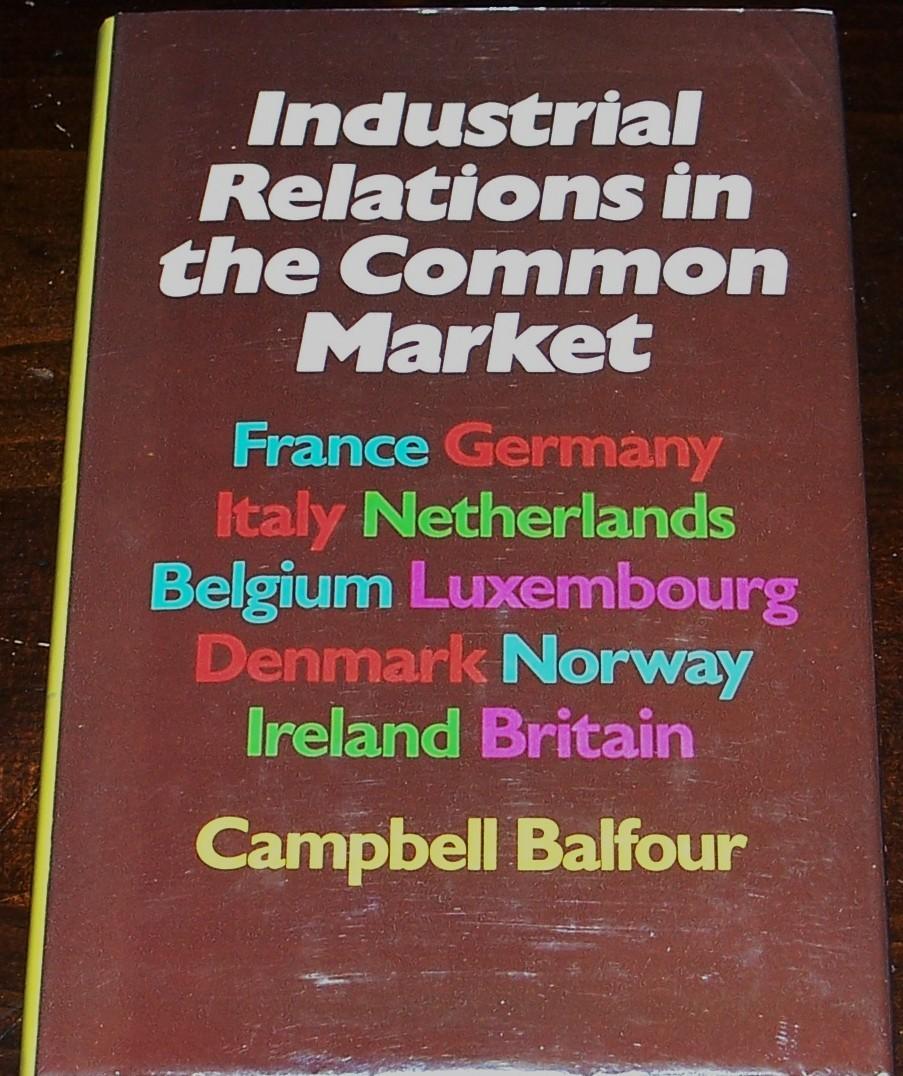 Industrial
Relations in
the Common
Market
France Germany
Italy Netherlands
Belgium Luxembourg
Denmark Norway
Ireland Britain
Campbell Balfour